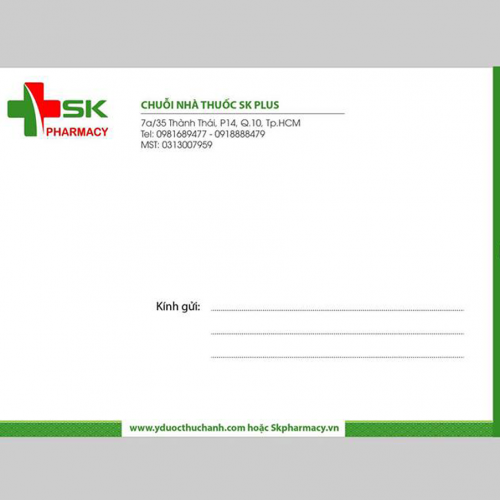 SK
PHARMACY
CHUỖI NHÀ THUỐC SK PLUS
7a/35 Thành Thái, P14, Q.10, Tp.HCM
Tel: 0981689477 - 0918888479
MST: 0313007959
Kính gửi:
www.yduocthuchanh.com hoặc Skpharmacy.vn